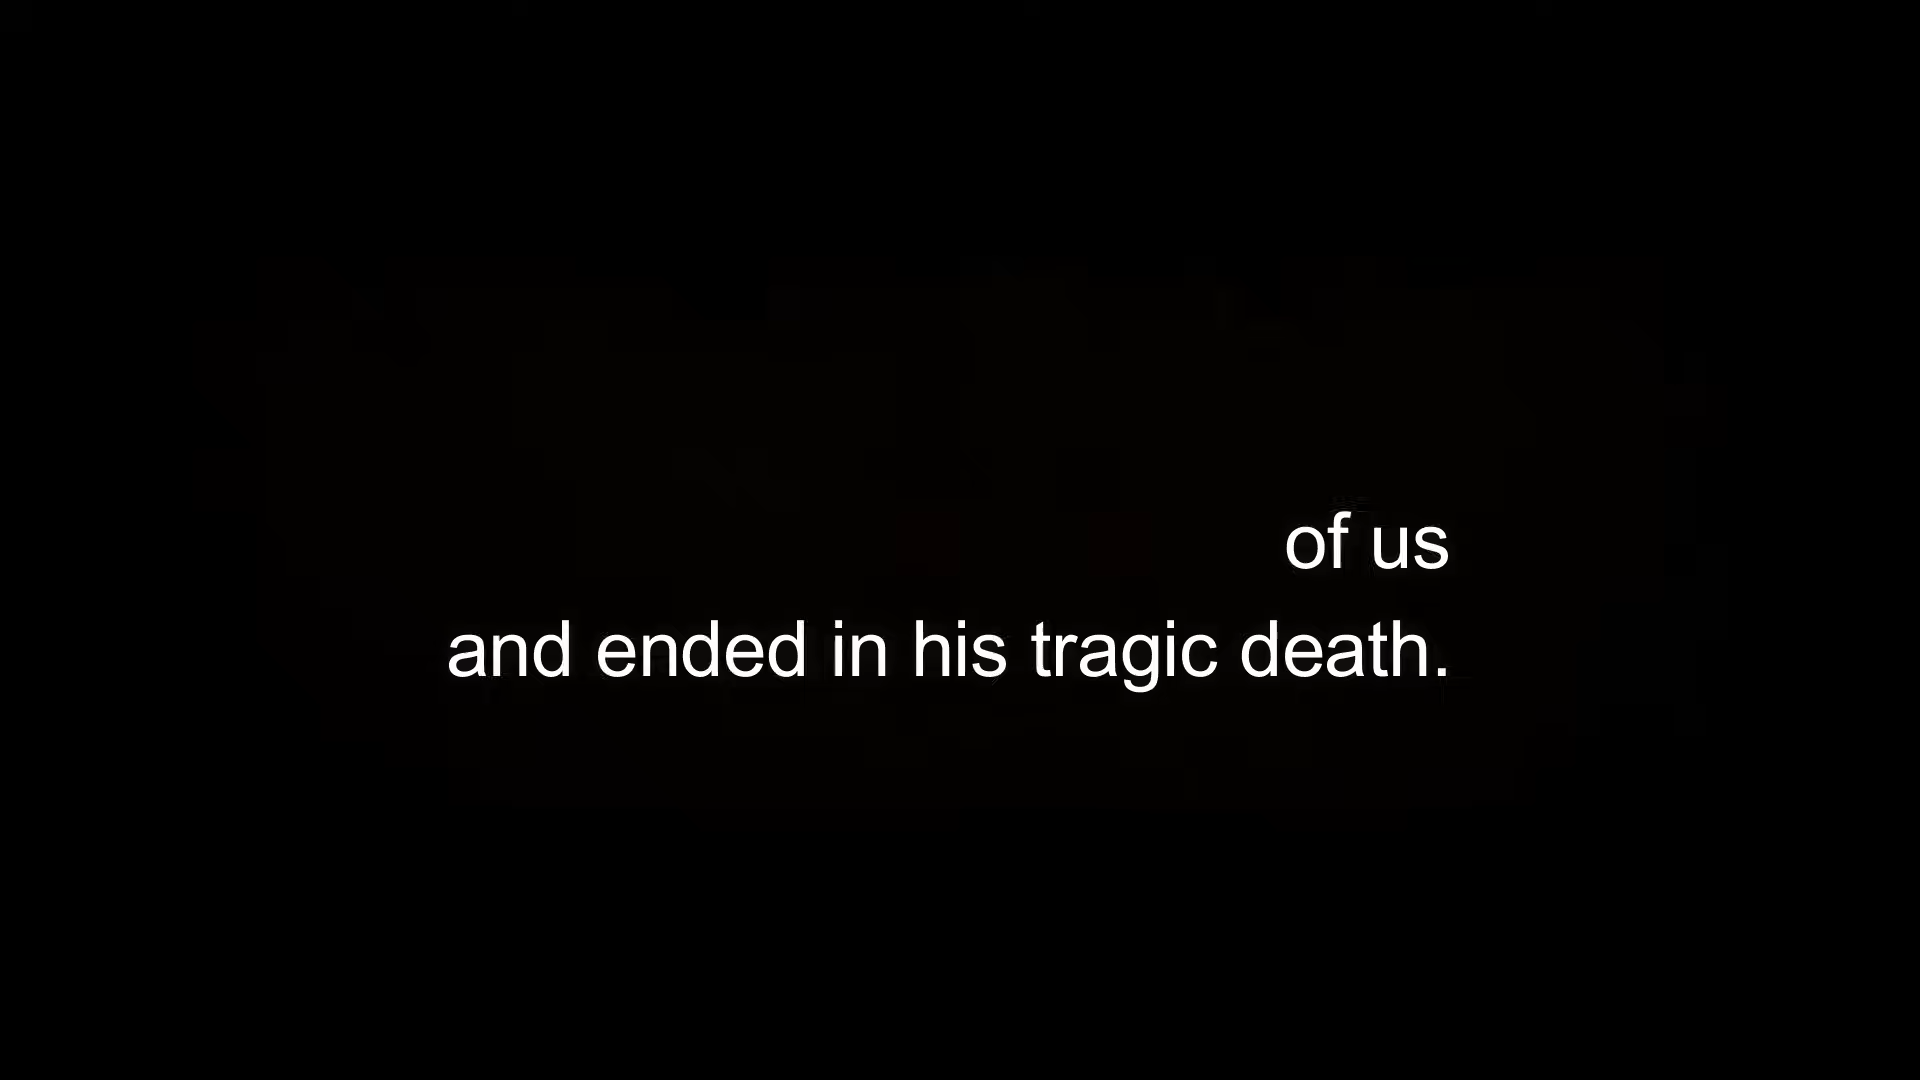 of us
and ended in his tragic death.